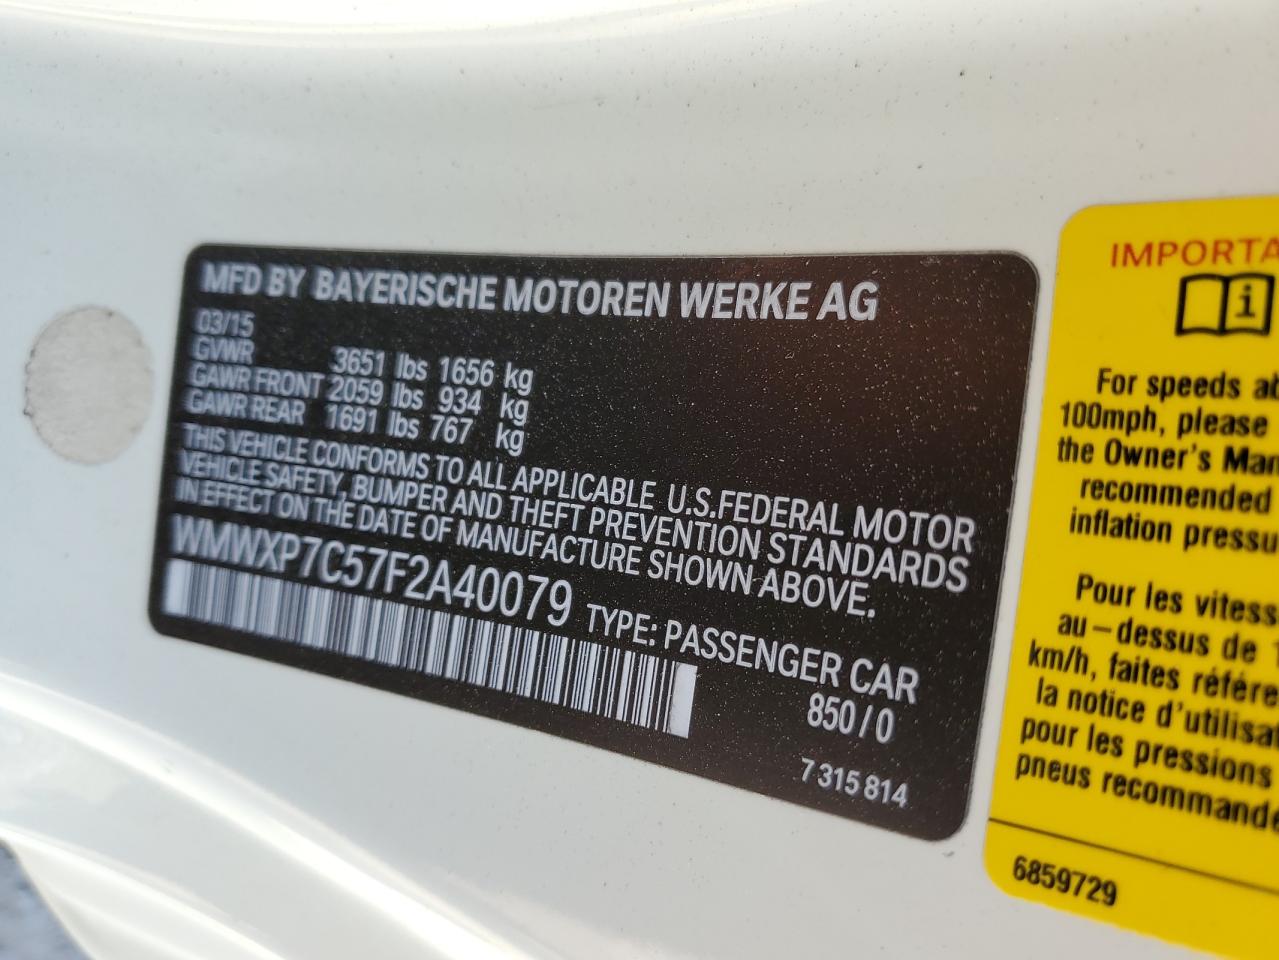 MFD BY BAYERISCHE MOTOREN WERKE AG
03/15
GVWR 3651 lbs 1656 kg
GAWR FRONT 2059 lbs 934 kg
GAWR REAR 1691 lbs 767 kg
THIS VEHICLE CONFORMS TO ALL APPLICABLE U.S.FEDERAL MOTOR
VEHICLE SAFETY, BUMPER AND THEFT PREVENTION STANDARDS
IN EFFECT ON THE DATE OF MANUFACTURE SHOWN ABOVE.
WMWXP7C57F2A40079 TYPE: PASSENGER CAR
850/0
7 315 814
IMPORTA
For speeds ab
100mph, please
the Owner's Man
recommended
inflation pressu
Pour les vitess
au-dessus de 1
km/h, faites référe
la notice d'utilisat
pour les pressions
pneus recommandé
6859729